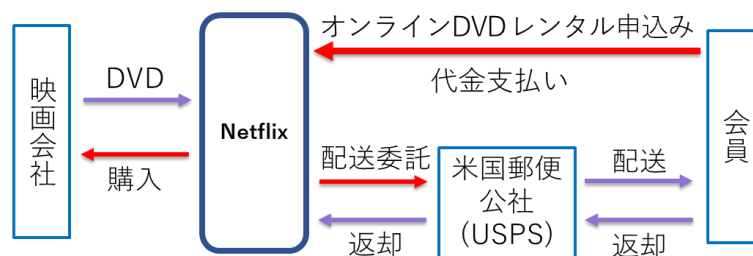 オンラインDVDレンタル申込み
代金支払い
映画会社
DVD
購入
Netflix
配送委託
返却
米国郵便
公社
(USPS)
配送
返却
会員